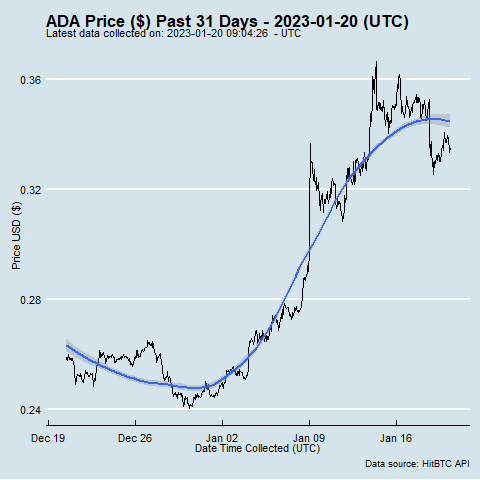 ADA Price ($) Past 31 Days - 2023-01-20 (UTC)
Latest data collected on: 2023-01-20 09:04:26 - UTC
0.36
0.32
0.28
0.24
Price USD ($)
Dec 19 Dec 26 Jan 02 Jan 09 Jan 16
Date Time Collected (UTC)
Data source: HitBTC API